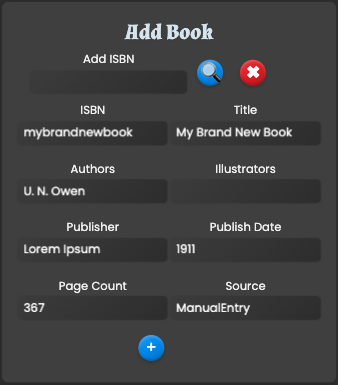 Add Book
Add ISBN
ISBN Title
mybrandnewbook My Brand New Book
Authors Illustrators
U. N. Owen
Publisher Publish Date
Lorem Ipsum 1911
Page Count Source
367 ManualEntry
+